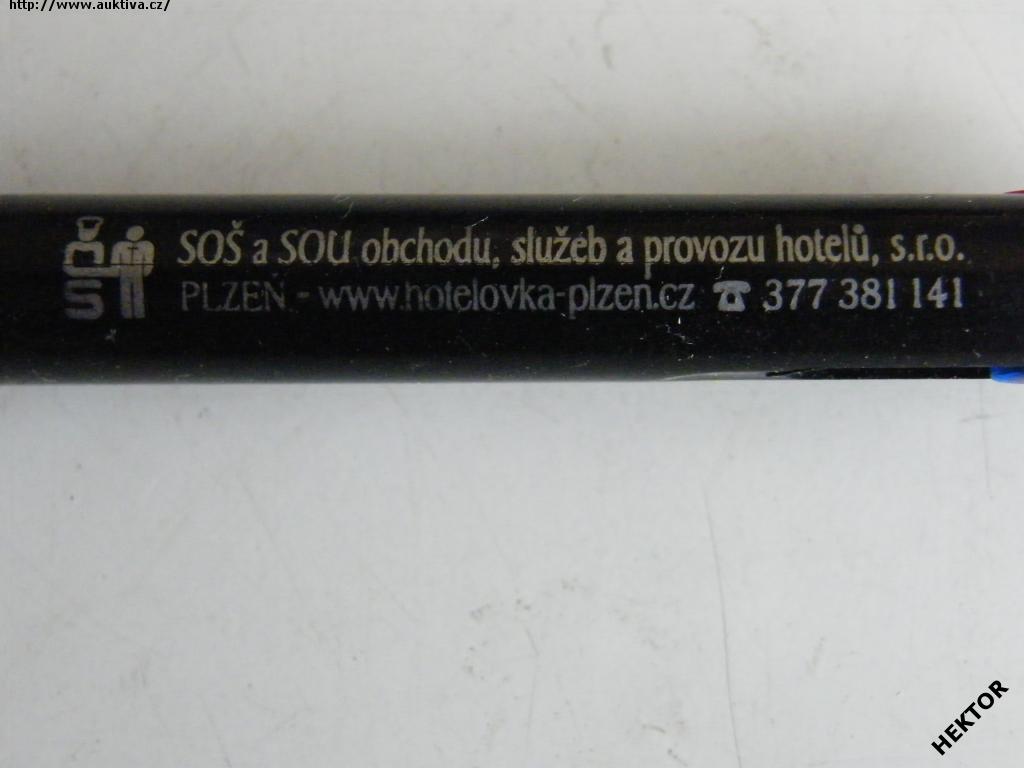 http://www.auktiva.cz/
SOŠ a SOU obchodu, služeb a provozu hotelů, s.r.o.
PLZEŇ - www.hotelovka-plzen.cz ☎ 377 381 141
HEKTOR